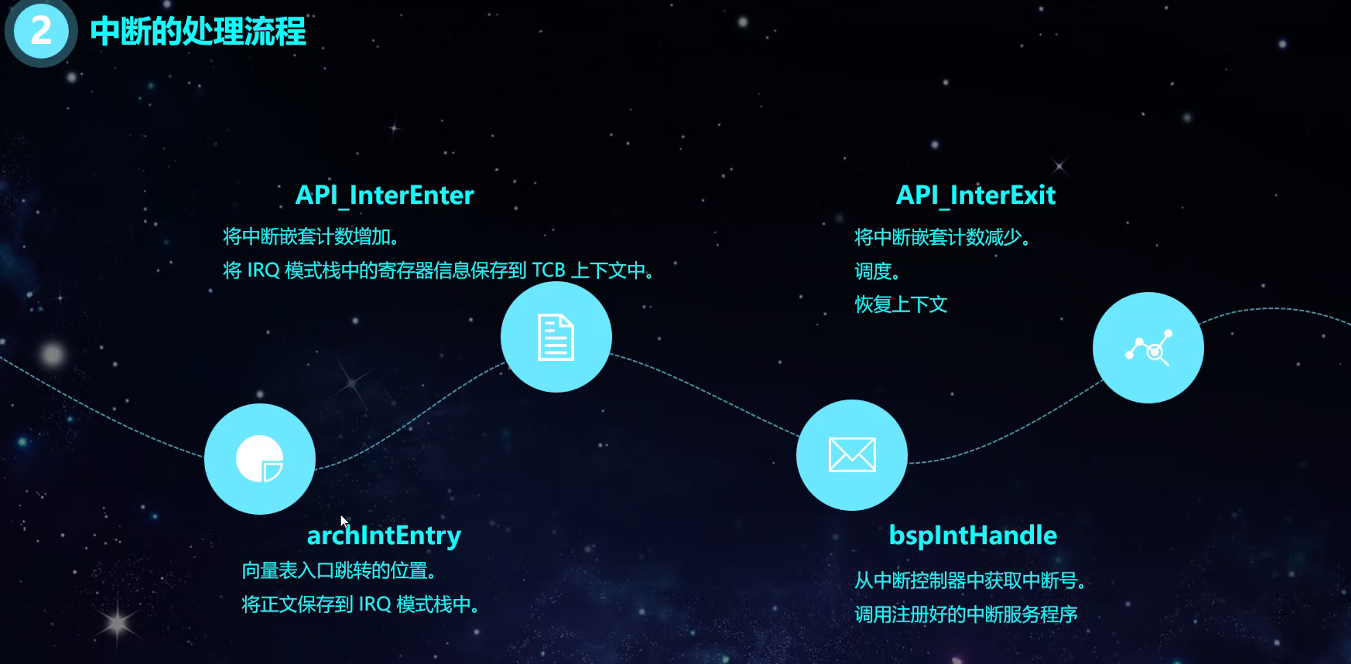 2
中断的处理流程
API_InterEnter
将中断嵌套计数增加。
将 IRQ 模式栈中的寄存器信息保存到 TCB 上下文中。
API_InterExit
将中断嵌套计数减少。
调度。
恢复上下文
archIntEntry
向量表入口跳转的位置。
将正文保存到 IRQ 模式栈中。
bspIntHandle
从中断控制器中获取中断号。
调用注册好的中断服务程序